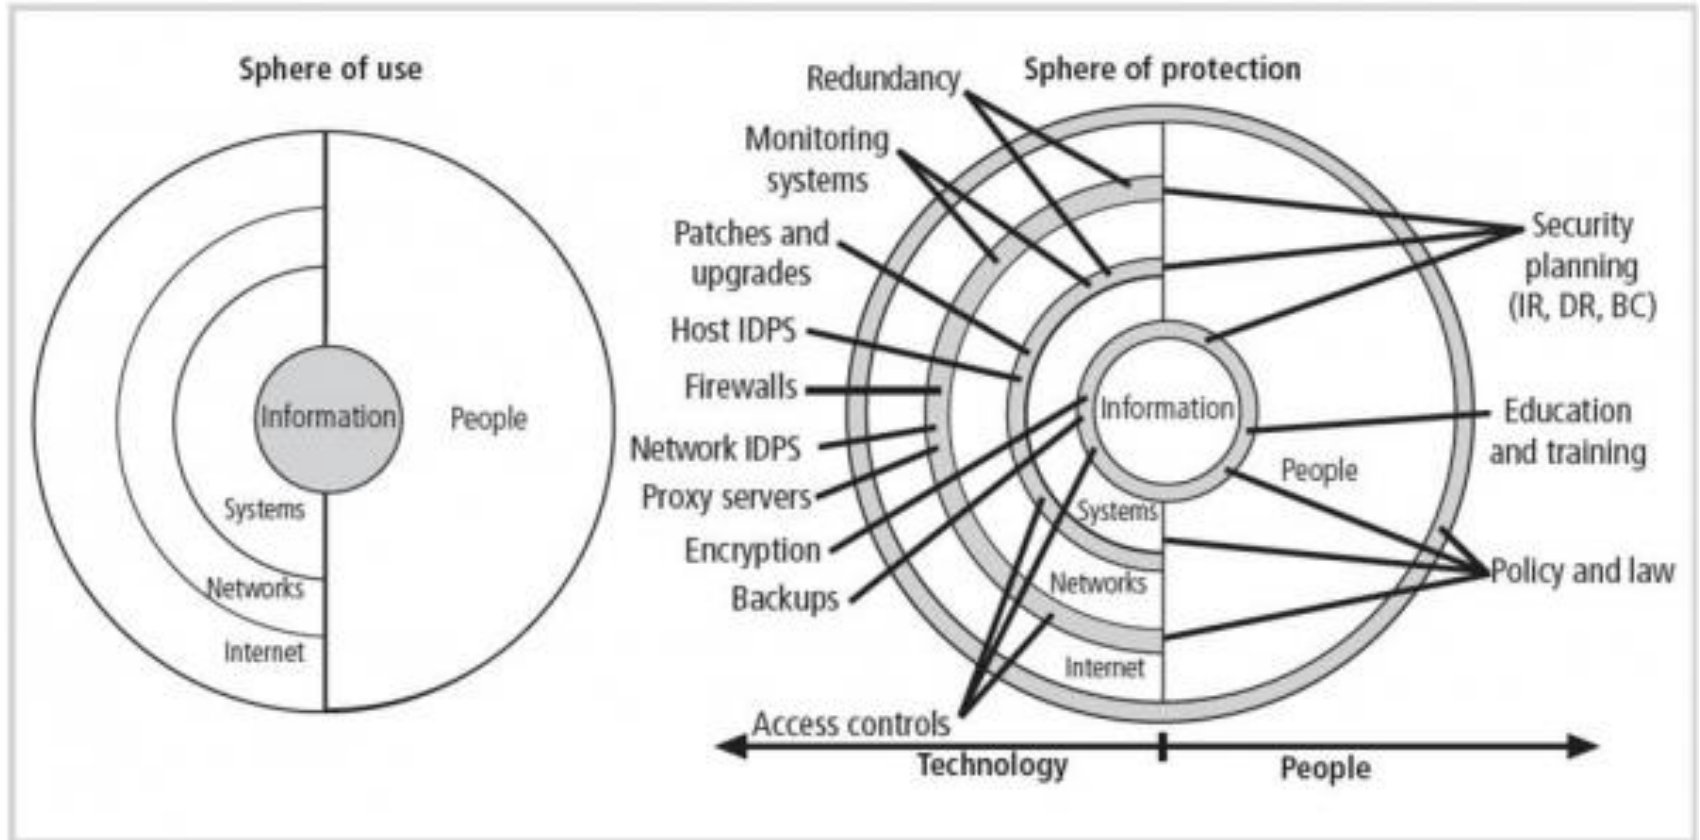 Sphere of use
Information
People
Systems
Networks
Internet
Sphere of protection
Redundancy
Monitoring
systems
Patches and
upgrades
Host IDPS
Firewalls
Network IDPS
Proxy servers
Encryption
Backups
Access controls
Information
People
Systems
Networks
Internet
Security
planning
(IR, DR, BC)
Education
and training
Policy and law
Technology
People